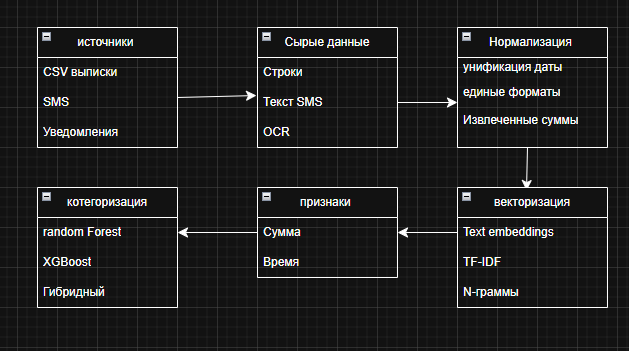 источники
CSV выписки
SMS
Уведомления
Сырые данные
Строки
Текст SMS
OCR
Нормализация
унификация даты
единые форматы
Извлеченные суммы
котегоризация
random Forest
XGBoost
Гибридный
признаки
Сумма
Время
векторизация
Text embeddings
TF-IDF
N-граммы